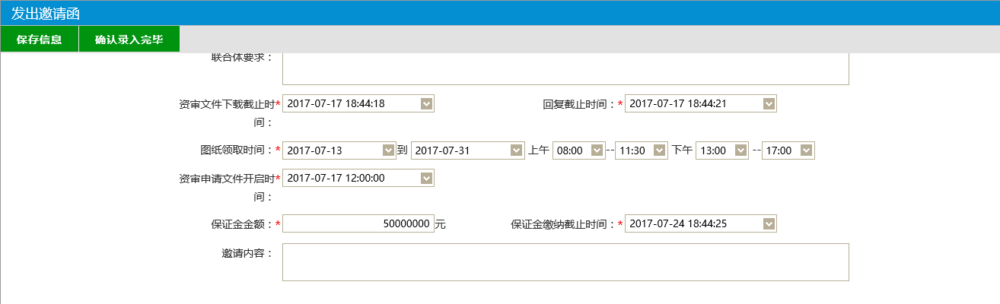 发出邀请函
保存信息 确认录入完毕
联合体要求：
资审文件下载截止时* 2017-07-17 18:44:18 回复截止时间：* 2017-07-17 18:44:21
间：
图纸领取时间：* 2017-07-13 到 2017-07-31 上午 08:00 -- 11:30 下午 13:00 -- 17:00
资审申请文件开启时* 2017-07-17 12:00:00
间：
保证金金额：* 50000000 元 保证金缴纳截止时间：* 2017-07-24 18:44:25
邀请内容：